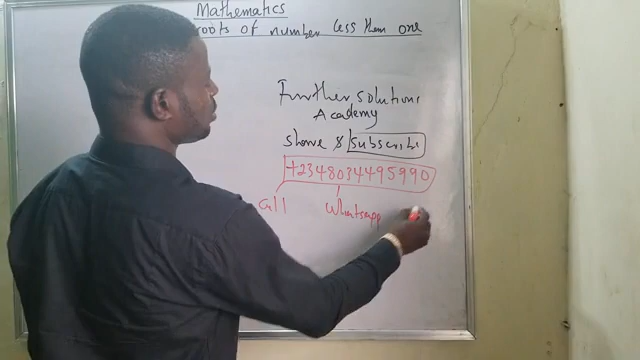 Mathematics
roots of number less than one
Further solutions
Academy
share & subscribe
+2348034495990
call whatsapp